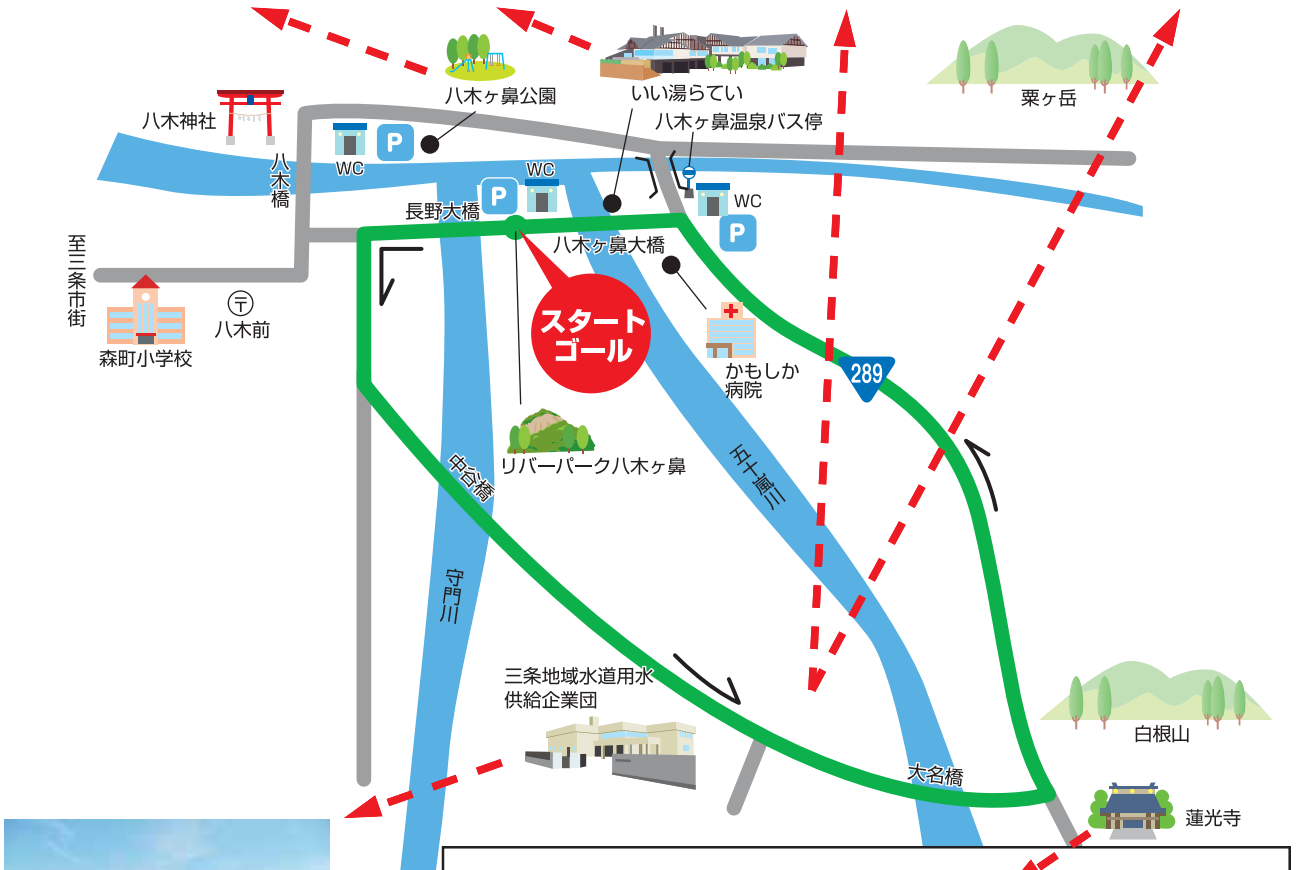 八木ヶ鼻公園
いい湯らてい
栗ヶ岳
八木神社
八木ヶ鼻温泉バス停
P
WC
八木橋
WC
P
WC
P
長野大橋
八木ヶ鼻大橋
至三条市街
〒
八木前
森町小学校
スタート
ゴール
かもしか
病院
289
リバーパーク八木ヶ鼻
中谷橋
五十嵐川
守門川
三条地域水道用水
供給企業団
白根山
大名橋
蓮光寺